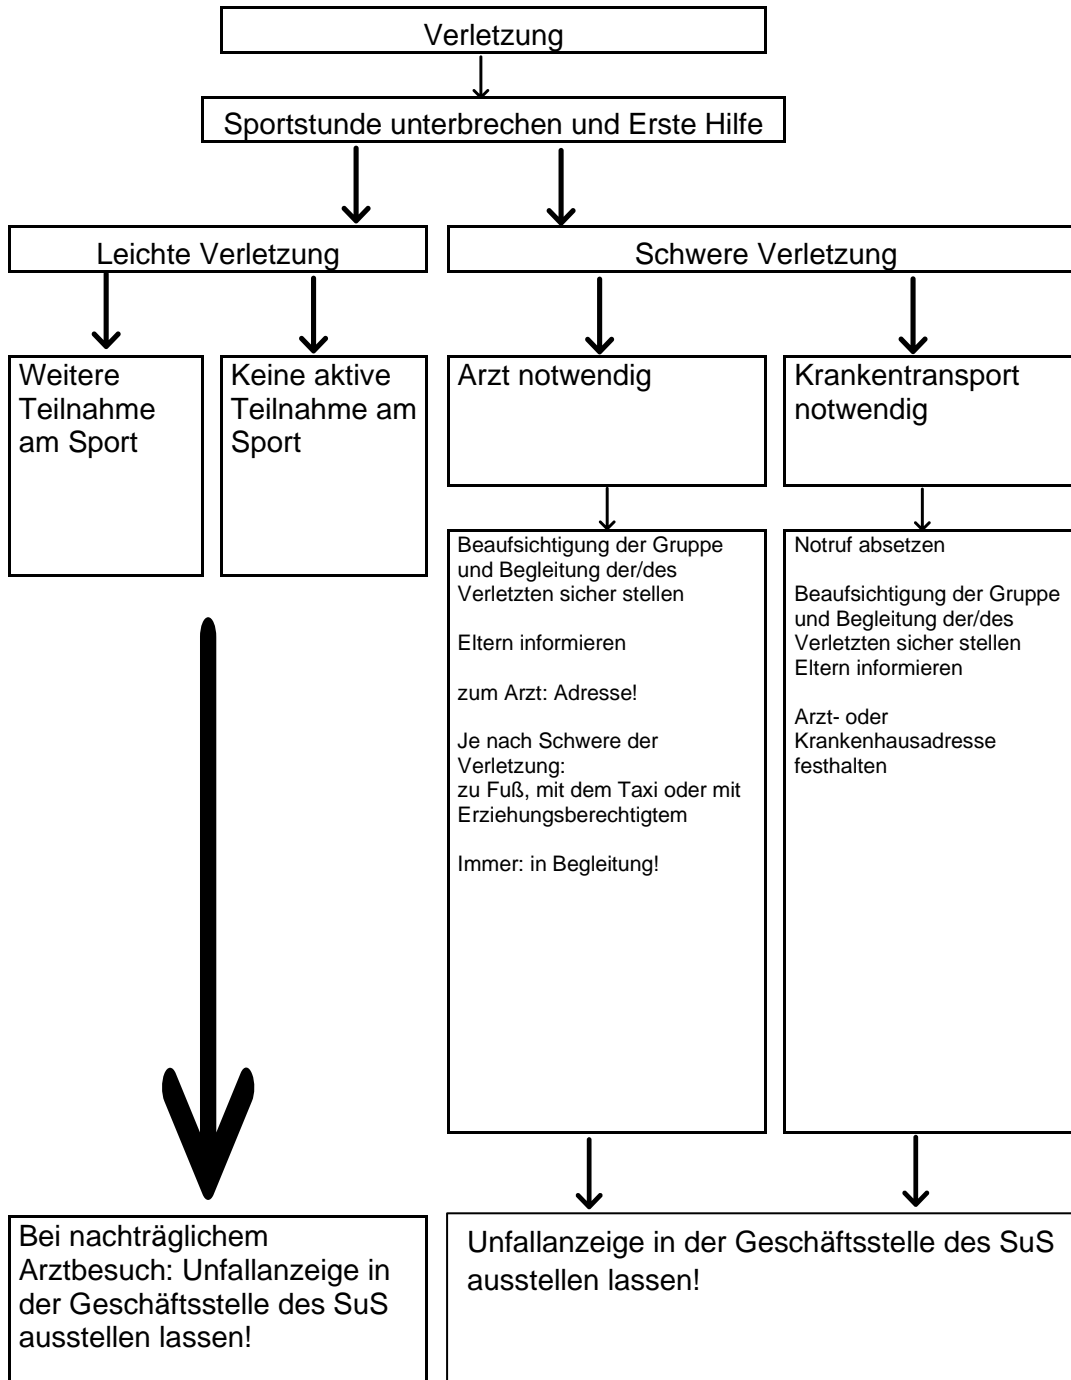 Verletzung
Sportstunde unterbrechen und Erste Hilfe
Leichte Verletzung
Schwere Verletzung
Weitere
Teilnahme
am Sport
Keine aktive
Teilnahme am
Sport
Arzt notwendig
Krankentransport
notwendig
Beaufsichtigung der Gruppe
und Begleitung der/des
Verletzten sicher stellen
Eltern informieren
zum Arzt: Adresse!
Je nach Schwere der
Verletzung:
zu Fuß, mit dem Taxi oder mit
Erziehungsberechtigtem
Immer: in Begleitung!
Notruf absetzen
Beaufsichtigung der Gruppe
und Begleitung der/des
Verletzten sicher stellen
Eltern informieren
Arzt- oder
Krankenhausadresse
festhalten
Bei nachträglichem
Arztbesuch: Unfallanzeige in
der Geschäftsstelle des SuS
ausstellen lassen!
Unfallanzeige in der Geschäftsstelle des SuS
ausstellen lassen!